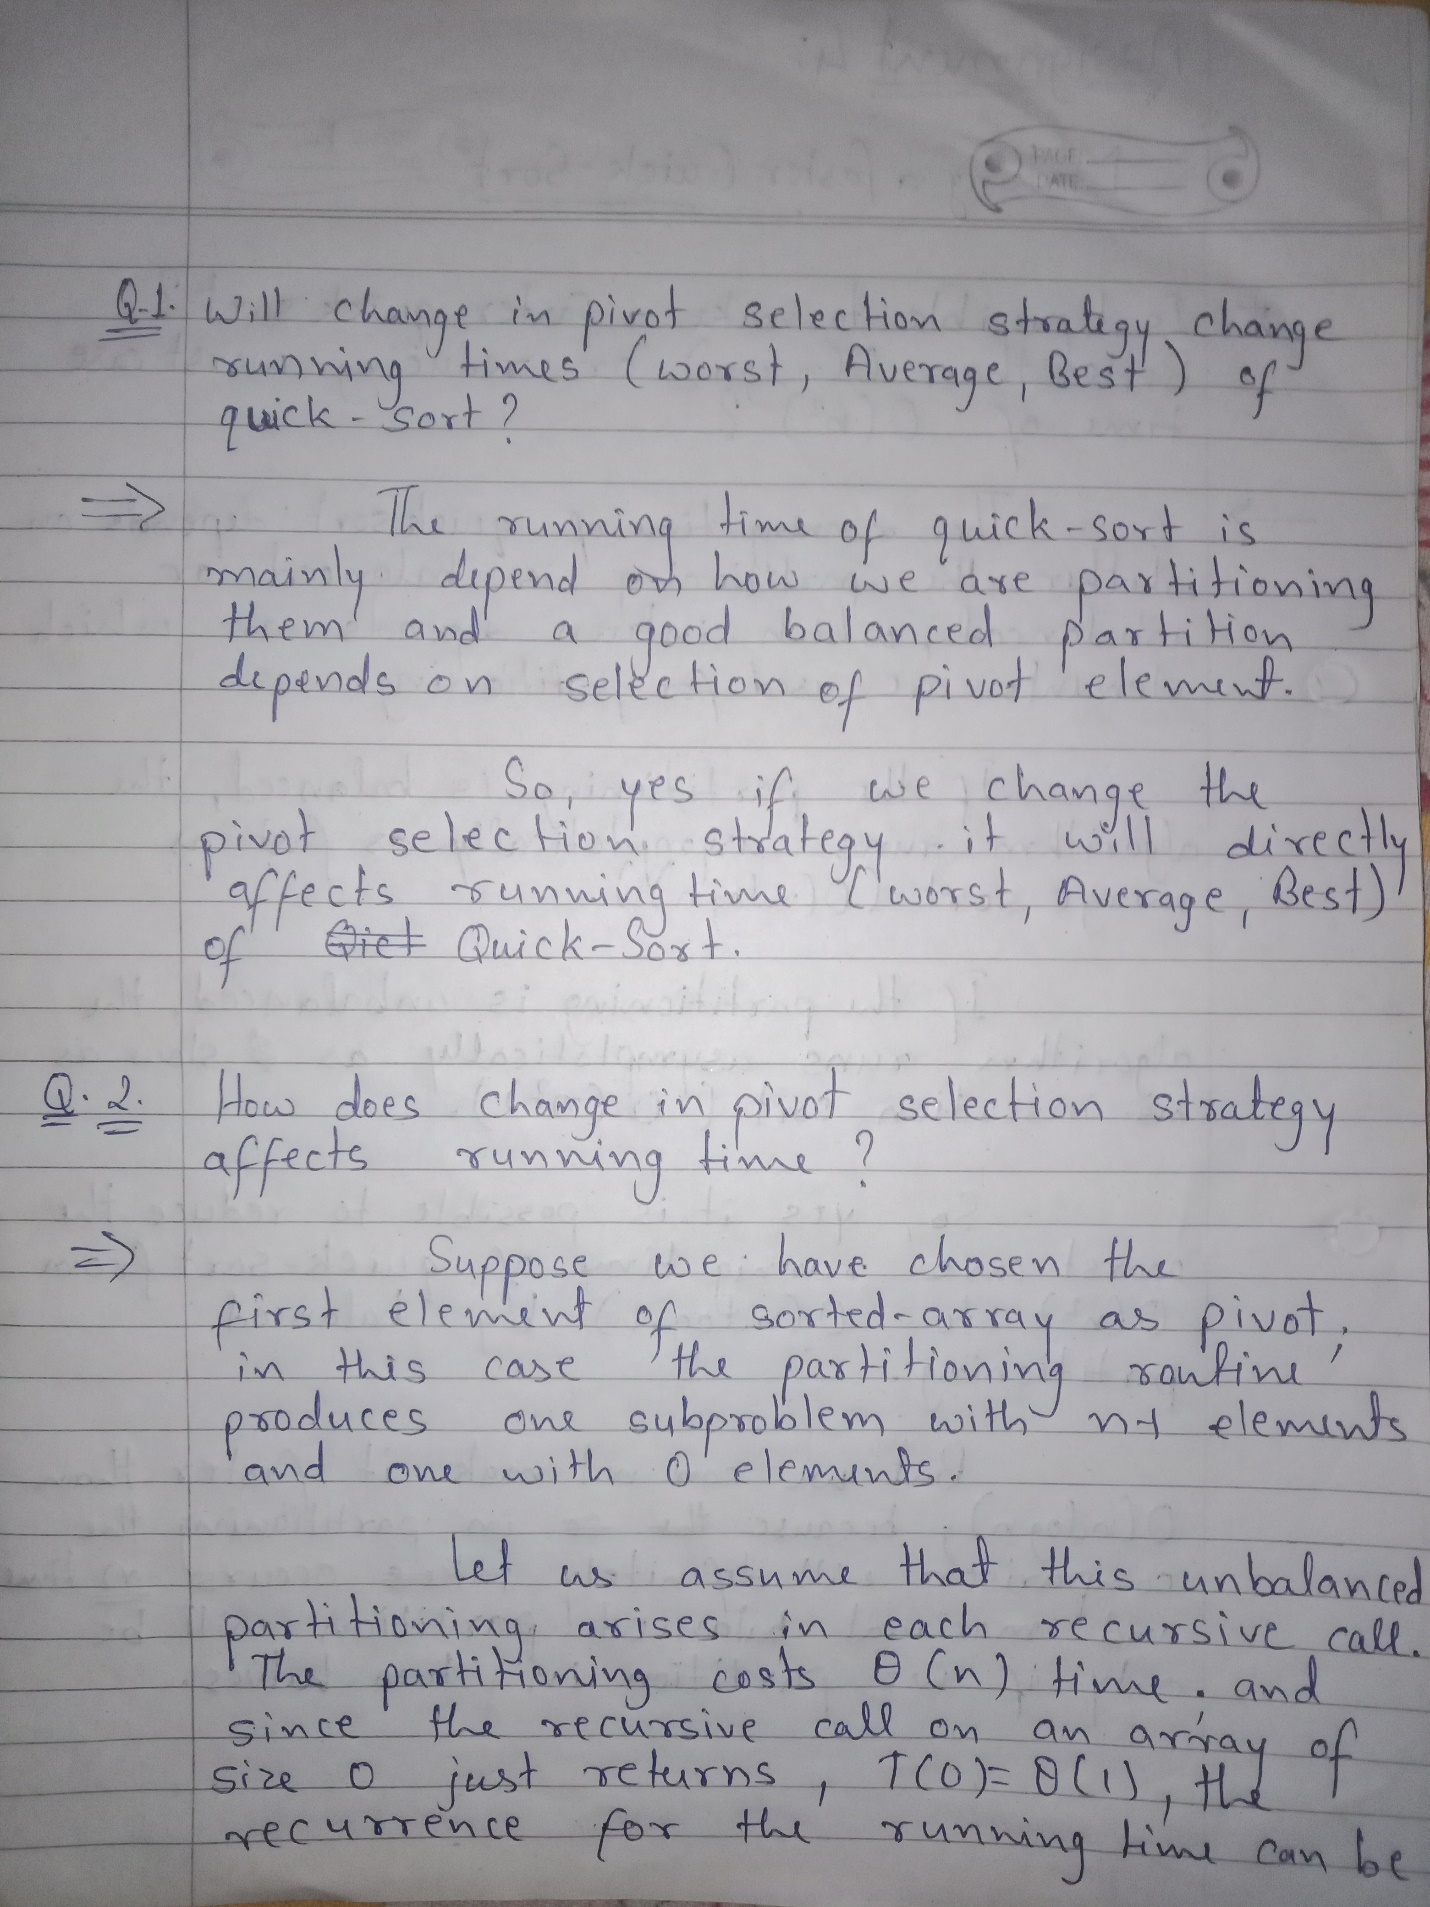 PAGE:
DATE:
Q-1. Will change in pivot selection strategy change
running times (worst, Average, Best) of
quick-sort?
⇒ The running time of quick-sort is
mainly depend on how we are partitioning
them and a good balanced partition
depends on selection of pivot element.
So, yes if we change the
pivot selection strategy it will directly
affects running time (worst, Average, Best)
of Qict Quick-Sort.
Q.2. How does change in pivot selection strategy
affects running time?
⇒ Suppose we have chosen the
first element of sorted-array as pivot,
in this case the partitioning routine
produces one subproblem with n-1 elements
and one with 0 elements.
Let us assume that this unbalanced
partitioning arises in each recursive call.
The partitioning costs θ(n) time. and
since the recursive call on an array of
size 0 just returns, T(0)= θ(1), the
recurrence for the running time can be